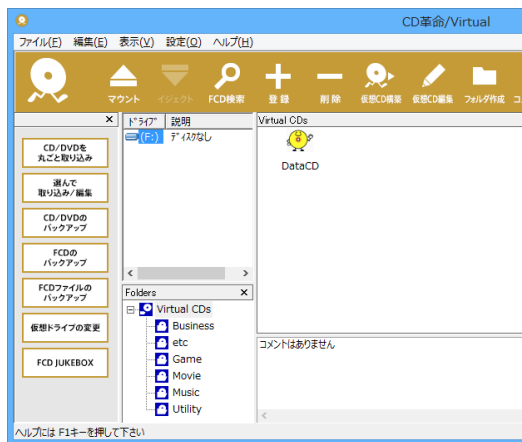 CD革命/Virtual
ファイル(F) 編集(E) 表示(V) 設定(O) ヘルプ(H)
マウント イジェクト FCD検索 登録 削除 仮想CD構築 仮想CD編集 フォルダ作成 コ
CD/DVDを
丸ごと取り込み
選んで
取り込み/編集
CD/DVDの
バックアップ
FCDの
バックアップ
FCDファイルの
バックアップ
仮想ドライブの変更
FCD JUKEBOX
ドライブ 説明
(F:) ディスクなし
Folders
Virtual CDs
Business
etc
Game
Movie
Music
Utility
Virtual CDs
DataCD
コメントはありません
ヘルプには F1キーを押して下さい